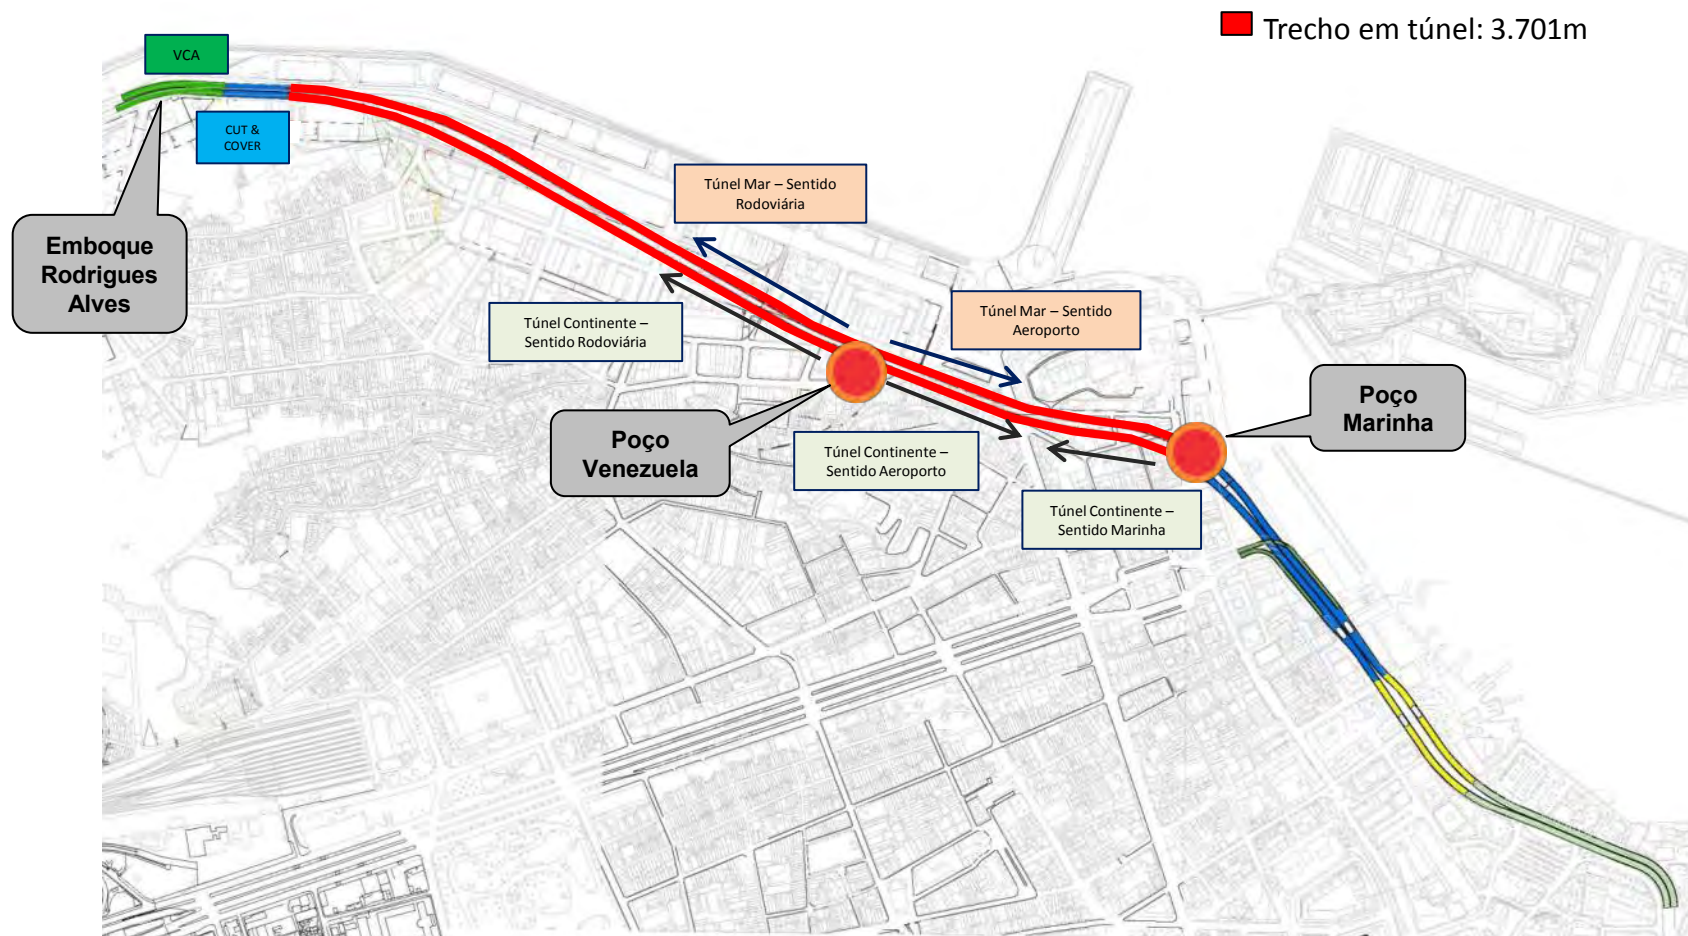 Trecho em túnel: 3.701m
VCA
CUT &
COVER
Emboque
Rodrigues
Alves
Túnel Mar – Sentido
Rodoviária
Túnel Continente –
Sentido Rodoviária
Túnel Mar – Sentido
Aeroporto
Poço
Marinha
Poço
Venezuela
Túnel Continente –
Sentido Aeroporto
Túnel Continente –
Sentido Marinha